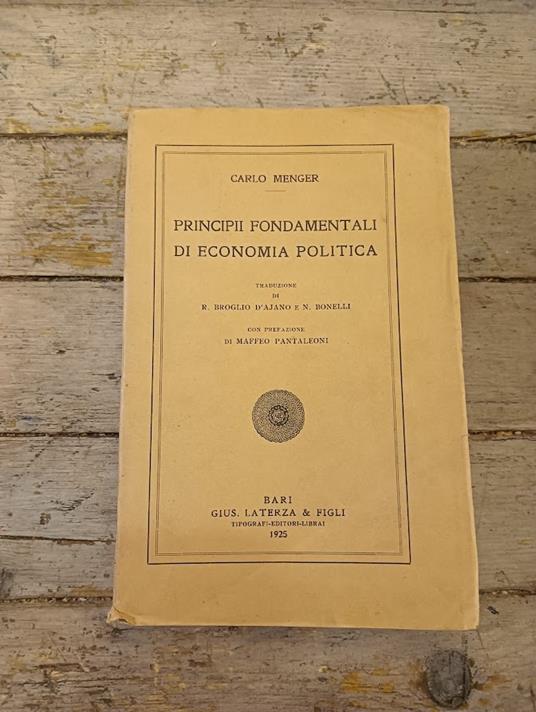 CARLO MENGER
PRINCIPII FONDAMENTALI
DI ECONOMIA POLITICA
TRADUZIONE
DI
R. BROGLIO D'AJANO E N. BONELLI
CON PREFAZIONE
DI MAFFEO PANTALEONI
BARI
GIUS. LATERZA & FIGLI
TIPOGRAFI-EDITORI-LIBRAI
1925